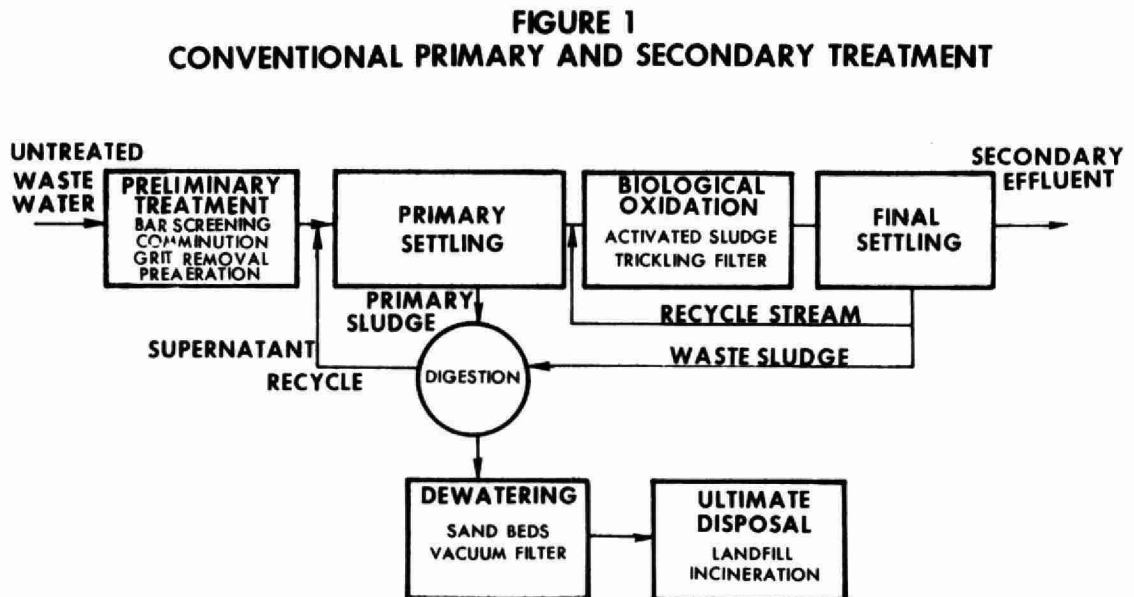 FIGURE 1
CONVENTIONAL PRIMARY AND SECONDARY TREATMENT
UNTREATED
WASTE
WATER
PRELIMINARY
TREATMENT
BAR SCREENING
COMMINUTION
GRIT REMOVAL
PREAERATION
PRIMARY
SETTLING
BIOLOGICAL
OXIDATION
ACTIVATED SLUDGE
TRICKLING FILTER
FINAL
SETTLING
SECONDARY
EFFLUENT
PRIMARY
SLUDGE
RECYCLE STREAM
SUPERNATANT
RECYCLE
WASTE SLUDGE
DIGESTION
DEWATERING
SAND BEDS
VACUUM FILTER
ULTIMATE
DISPOSAL
LANDFILL
INCINERATION